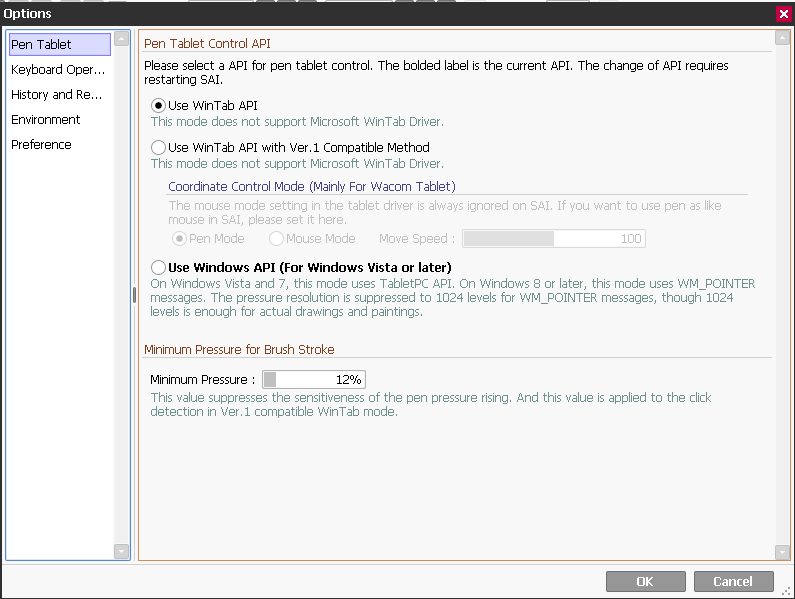 Options
Pen Tablet
Keyboard Oper...
History and Re...
Environment
Preference
Pen Tablet Control API
Please select a API for pen tablet control. The bolded label is the current API. The change of API requires
restarting SAI.
Use WinTab API
This mode does not support Microsoft WinTab Driver.
Use WinTab API with Ver.1 Compatible Method
This mode does not support Microsoft WinTab Driver.
Coordinate Control Mode (Mainly For Wacom Tablet)
The mouse mode setting in the tablet driver is always ignored on SAI. If you want to use pen as like
mouse in SAI, please set it here.
Pen Mode Mouse Mode Move Speed : 100
Use Windows API (For Windows Vista or later)
On Windows Vista and 7, this mode uses TabletPC API. On Windows 8 or later, this mode uses WM_POINTER
messages. The pressure resolution is suppressed to 1024 levels for WM_POINTER messages, though 1024
levels is enough for actual drawings and paintings.
Minimum Pressure for Brush Stroke
Minimum Pressure : 12%
This value suppresses the sensitiveness of the pen pressure rising. And this value is applied to the click
detection in Ver.1 compatible WinTab mode.
OK Cancel